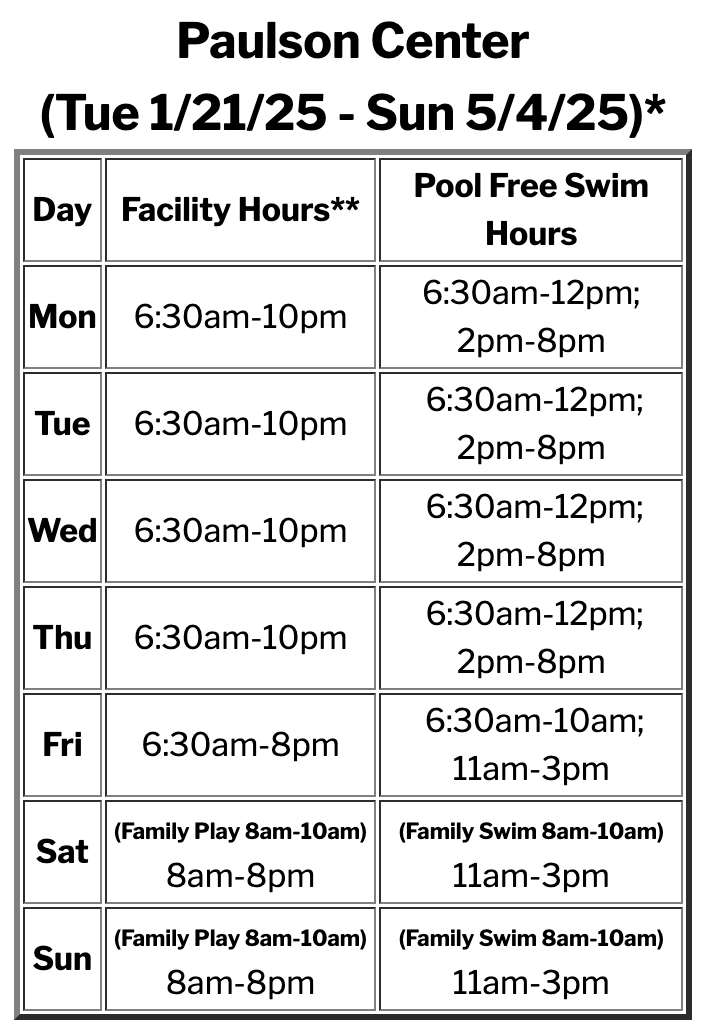 Paulson Center
(Tue 1/21/25 - Sun 5/4/25)*
Day
Facility Hours**
Pool Free Swim
Hours
Mon
6:30am-10pm
6:30am-12pm;
2pm-8pm
Tue
6:30am-10pm
6:30am-12pm;
2pm-8pm
Wed
6:30am-10pm
6:30am-12pm;
2pm-8pm
Thu
6:30am-10pm
6:30am-12pm;
2pm-8pm
Fri
6:30am-8pm
6:30am-10am;
11am-3pm
Sat
(Family Play 8am-10am)
8am-8pm
(Family Swim 8am-10am)
11am-3pm
Sun
(Family Play 8am-10am)
8am-8pm
(Family Swim 8am-10am)
11am-3pm